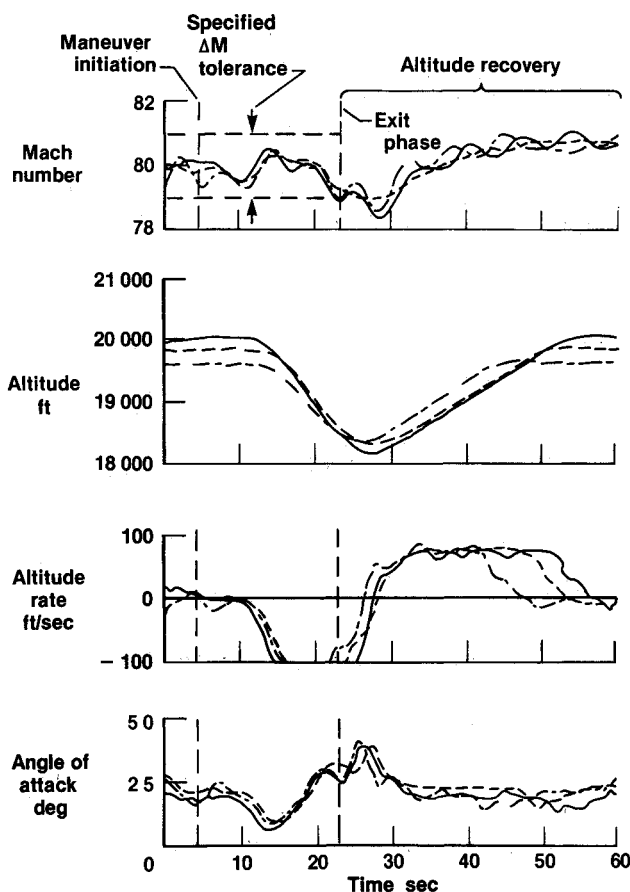 Specified
ΔM
tolerance
Maneuver
initiation
Altitude recovery
Exit
phase
Mach
number
82
80
78
Altitude
ft
21 000
20 000
19 000
18 000
Altitude
rate
ft/sec
100
0
– 100
Angle of
attack
deg
5 0
2 5
0
10
20
30
40
50
60
Time sec